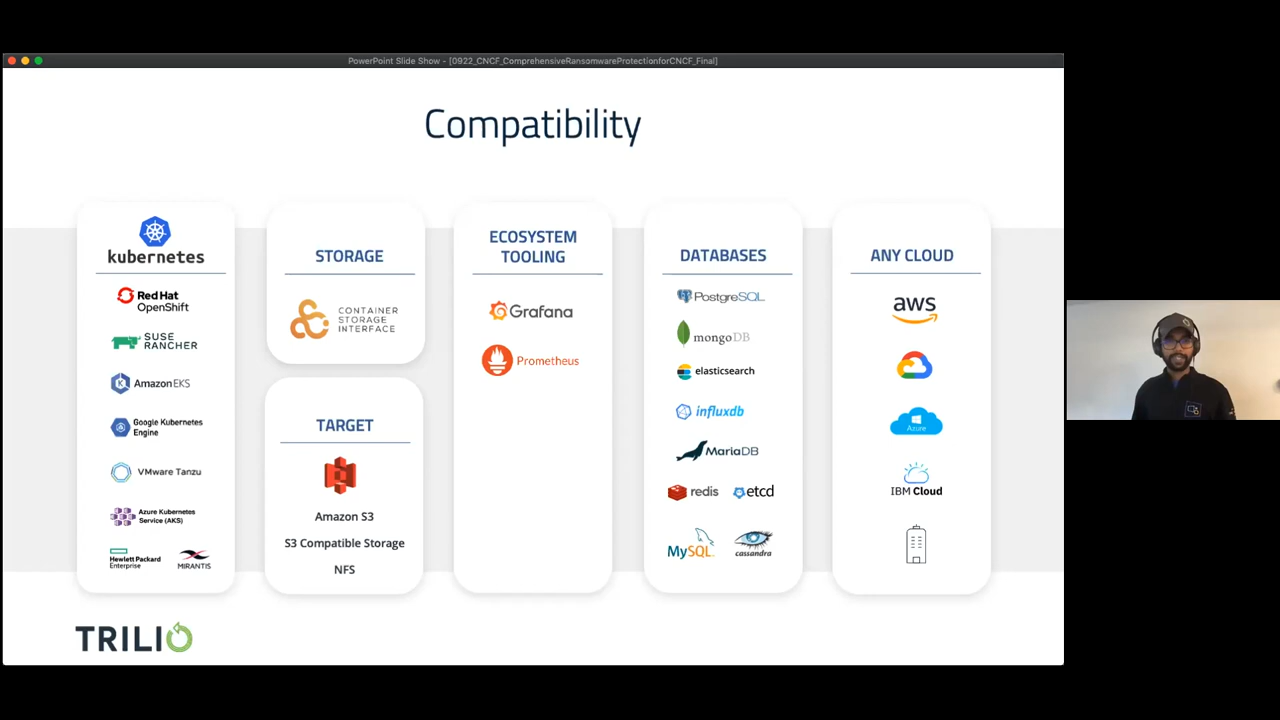 PowerPoint Slide Show - [0922_CNCF_ComprehensiveRansomwareProtectionforCNCF_Final]
Compatibility
kubernetes
Red Hat
OpenShift
SUSE
RANCHER
Amazon EKS
Google Kubernetes
Engine
VMware Tanzu
Azure Kubernetes
Service (AKS)
Hewlett Packard
Enterprise
MIRANTIS
STORAGE
CONTAINER
STORAGE
INTERFACE
TARGET
Amazon S3
S3 Compatible Storage
NFS
ECOSYSTEM
TOOLING
Grafana
Prometheus
DATABASES
PostgreSQL
mongoDB
elasticsearch
influxdb
MariaDB
redis
etcd
MySQL
cassandra
ANY CLOUD
aws
Azure
IBM Cloud
TRILIO